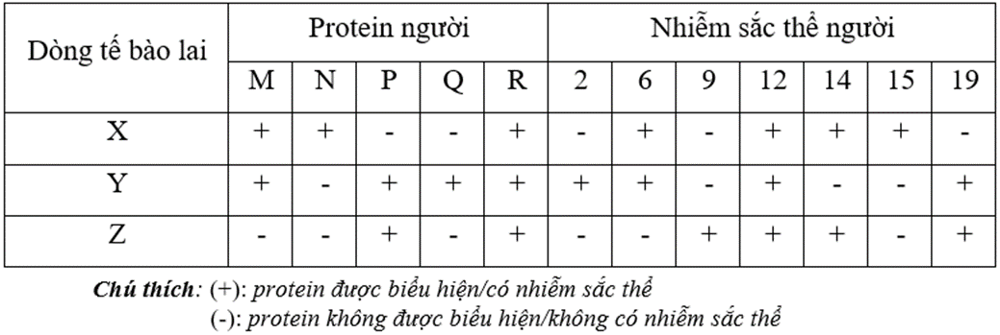 Dòng tế bào lai Protein người Nhiễm sắc thể người
M N P Q R 2 6 9 12 14 15 19
X + + - - + - + - + + + -
Y + - + + + + + - + - - +
Z - - + - + - - + + + - +
Chú thích: (+): protein được biểu hiện/có nhiễm sắc thể
(-): protein không được biểu hiện/không có nhiễm sắc thể